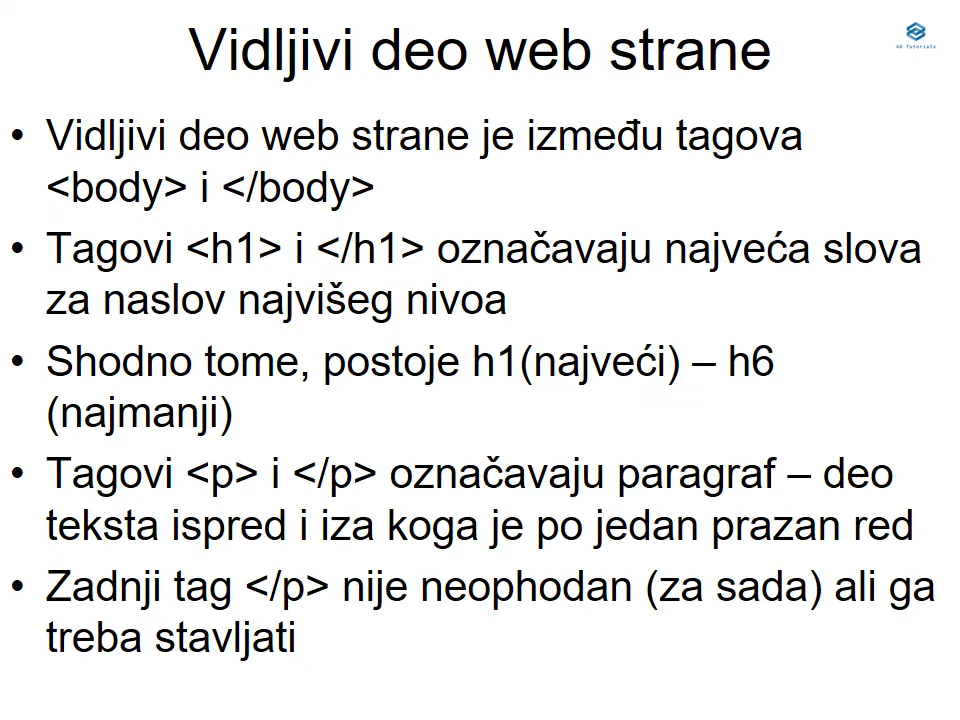 Vidljivi deo web strane
AD Tutorials
• Vidljivi deo web strane je između tagova
<body> i </body>
• Tagovi <h1> i </h1> označavaju najveća slova
za naslov najvišeg nivoa
• Shodno tome, postoje h1(najveći) – h6
(najmanji)
• Tagovi <p> i </p> označavaju paragraf – deo
teksta ispred i iza koga je po jedan prazan red
• Zadnji tag </p> nije neophodan (za sada) ali ga
treba stavljati